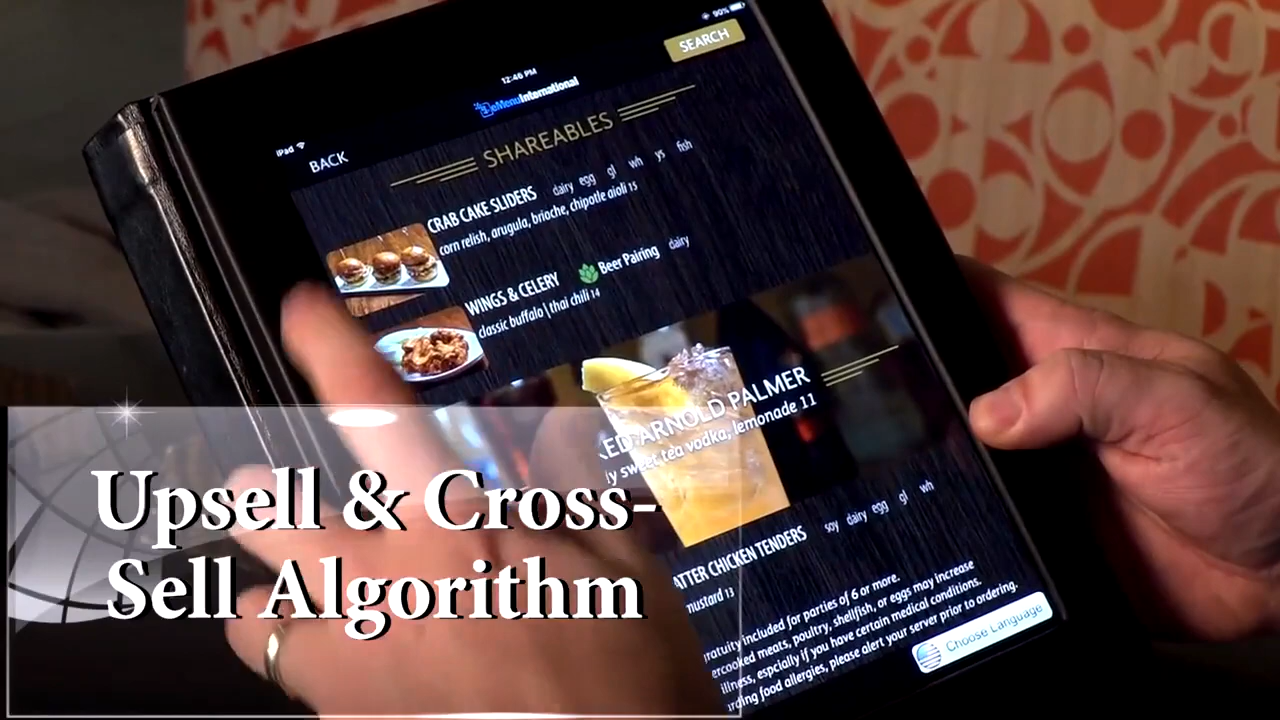 90%
SEARCH
12:46 PM
eMenuInternational
iPad
BACK
SHAREABLES
CRAB CAKE SLIDERS dairy egg gl wh ys fish
corn relish, arugula, brioche, chipotle aioli 15
WINGS & CELERY Beer Pairing dairy
classic buffalo | thai chili 14
ARNOLD PALMER
sweet tea vodka, lemonade 11
CHICKEN TENDERS soy dairy egg gl wh
mustard 13
included for parties of 6 or more.
meats, poultry, shellfish, or eggs may increase
illness, espcially if you have certain medical conditions.
food allergies, please alert your server prior to ordering.
Choose Language
Upsell & Cross-
Sell Algorithm